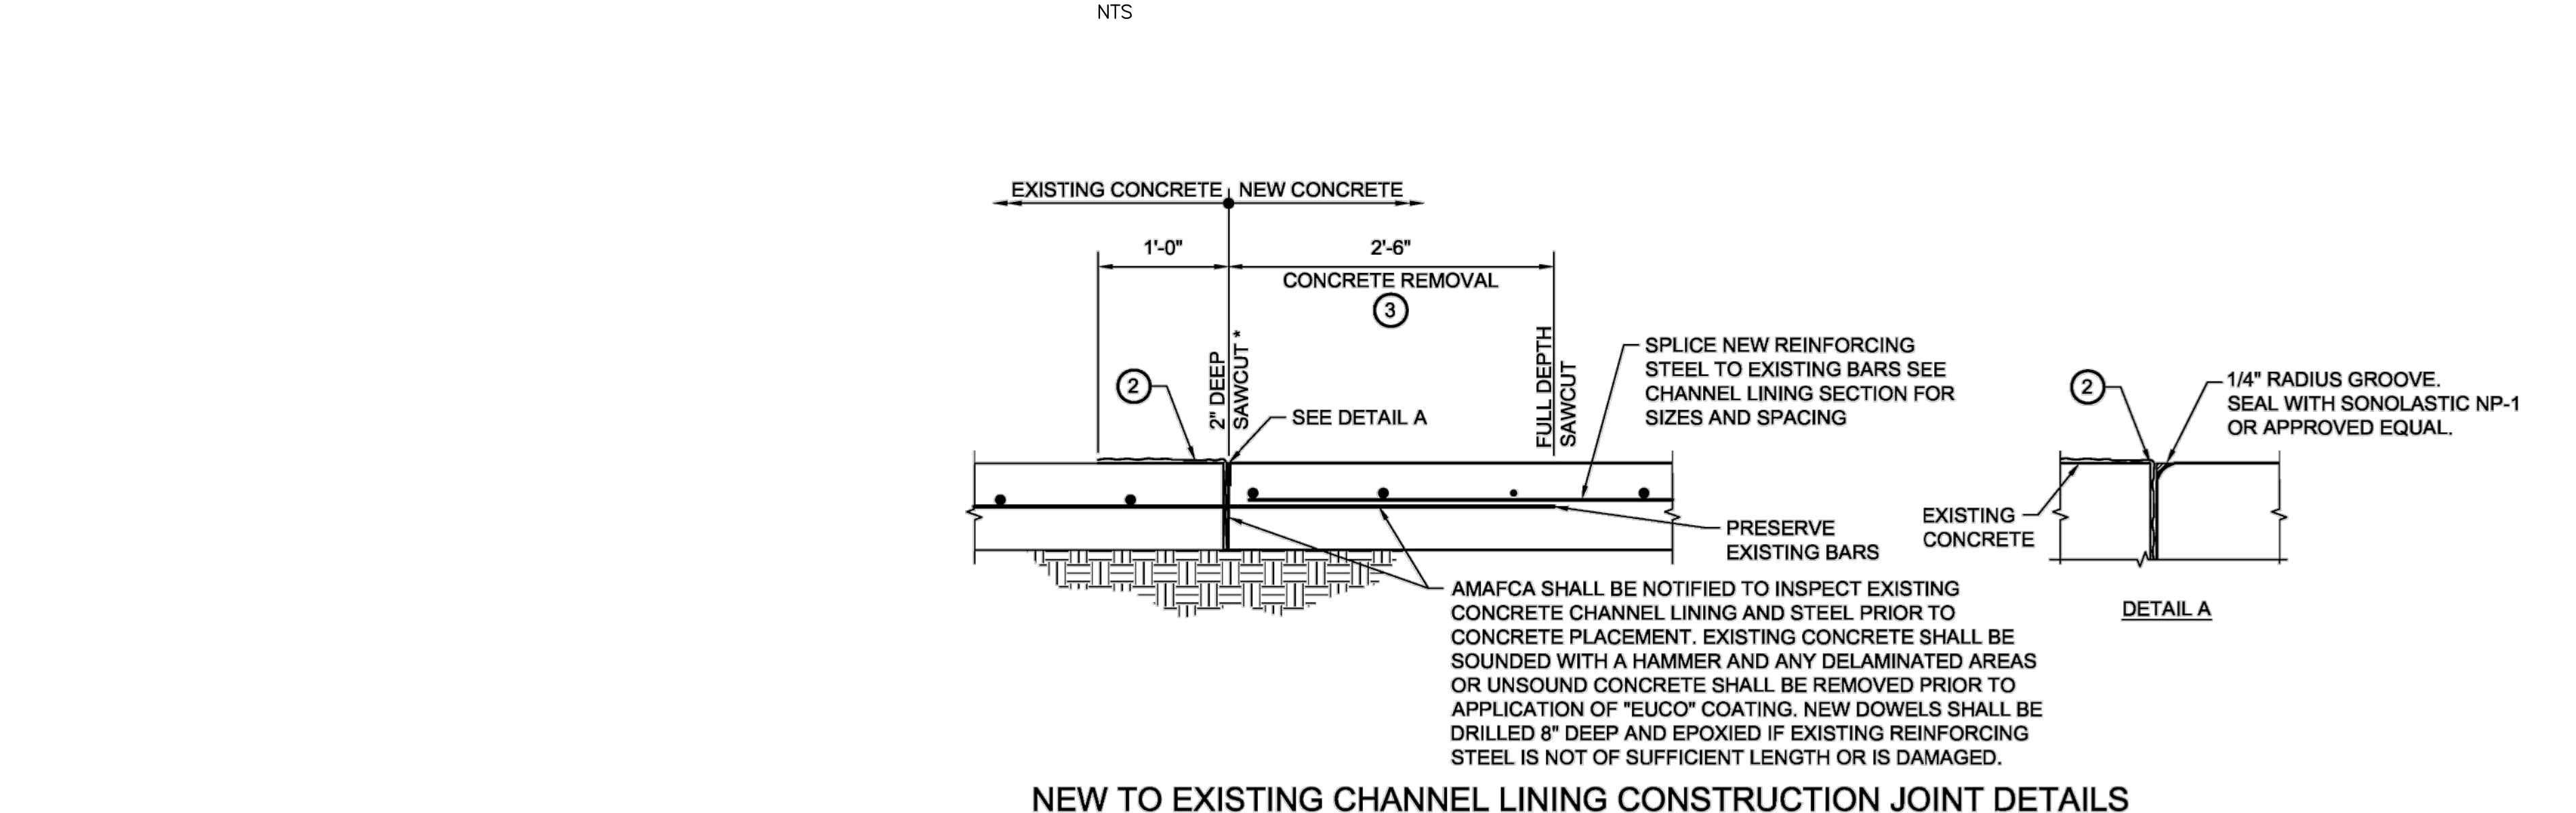 NTS
EXISTING CONCRETE
NEW CONCRETE
1'-0"
2'-6"
CONCRETE REMOVAL
3
2" DEEP
SAWCUT *
FULL DEPTH
SAWCUT
2
SEE DETAIL A
SPLICE NEW REINFORCING
STEEL TO EXISTING BARS SEE
CHANNEL LINING SECTION FOR
SIZES AND SPACING
PRESERVE
EXISTING BARS
AMAFCA SHALL BE NOTIFIED TO INSPECT EXISTING
CONCRETE CHANNEL LINING AND STEEL PRIOR TO
CONCRETE PLACEMENT. EXISTING CONCRETE SHALL BE
SOUNDED WITH A HAMMER AND ANY DELAMINATED AREAS
OR UNSOUND CONCRETE SHALL BE REMOVED PRIOR TO
APPLICATION OF "EUCO" COATING. NEW DOWELS SHALL BE
DRILLED 8" DEEP AND EPOXIED IF EXISTING REINFORCING
STEEL IS NOT OF SUFFICIENT LENGTH OR IS DAMAGED.
2
1/4" RADIUS GROOVE.
SEAL WITH SONOLASTIC NP-1
OR APPROVED EQUAL.
EXISTING
CONCRETE
DETAIL A
NEW TO EXISTING CHANNEL LINING CONSTRUCTION JOINT DETAILS